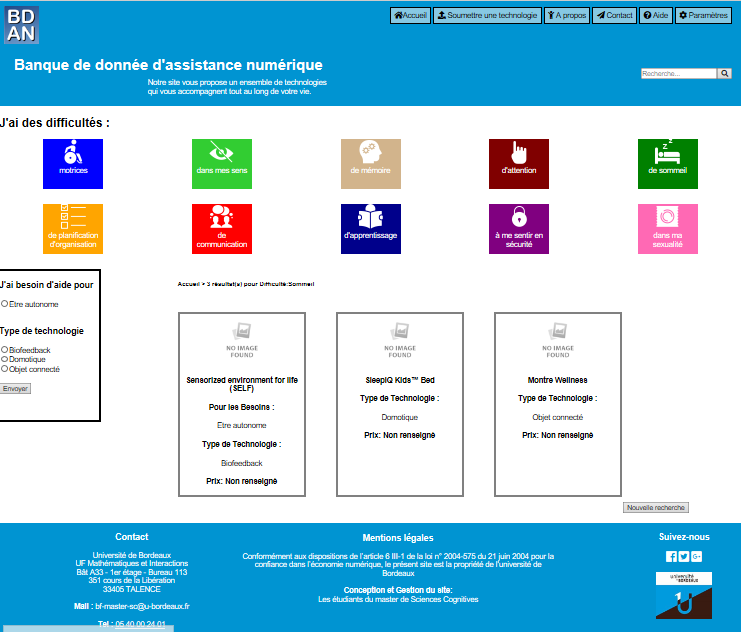 BD
AN
Accueil
Soumettre une technologie
A propos
Contact
Aide
Paramètres
Banque de donnée d'assistance numérique
Notre site vous propose un ensemble de technologies
qui vous accompagnent tout au long de votre vie.
Recherche...
J'ai des difficultés :
motrices
dans mes sens
de mémoire
d'attention
de sommeil
de planification
d'organisation
de
communication
d'apprentissage
à me sentir en
sécurité
dans ma
sexualité
J'ai besoin d'aide pour
Etre autonome
Type de technologie
Biofeedback
Domotique
Objet connecté
Envoyer
Accueil > 3 résultat(s) pour Difficulté:Sommeil
NO IMAGE
FOUND
Sensorized environment for life
(SELF)
Pour les Besoins :
Etre autonome
Type de Technologie :
Biofeedback
Prix: Non renseigné
NO IMAGE
FOUND
SleepIQ Kids™ Bed
Type de Technologie :
Domotique
Prix: Non renseigné
NO IMAGE
FOUND
Montre Wellness
Type de Technologie :
Objet connecté
Prix: Non renseigné
Nouvelle recherche
Contact
Université de Bordeaux
UF Mathématiques et Interactions
Bât A33 - 1er étage - Bureau 113
351 cours de la Libération
33405 TALENCE
Mail : bf-master-sc@u-bordeaux.fr
Tel : 05 40 00 24 01
Mentions légales
Conformément aux dispositions de l'article 6 III-1 de la loi n° 2004-575 du 21 juin 2004 pour la
confiance dans l'économie numérique, le présent site est la propriété de l'université de
Bordeaux
Conception et Gestion du site:
Les étudiants du master de Sciences Cognitives
Suivez-nous
université
de BORDEAUX